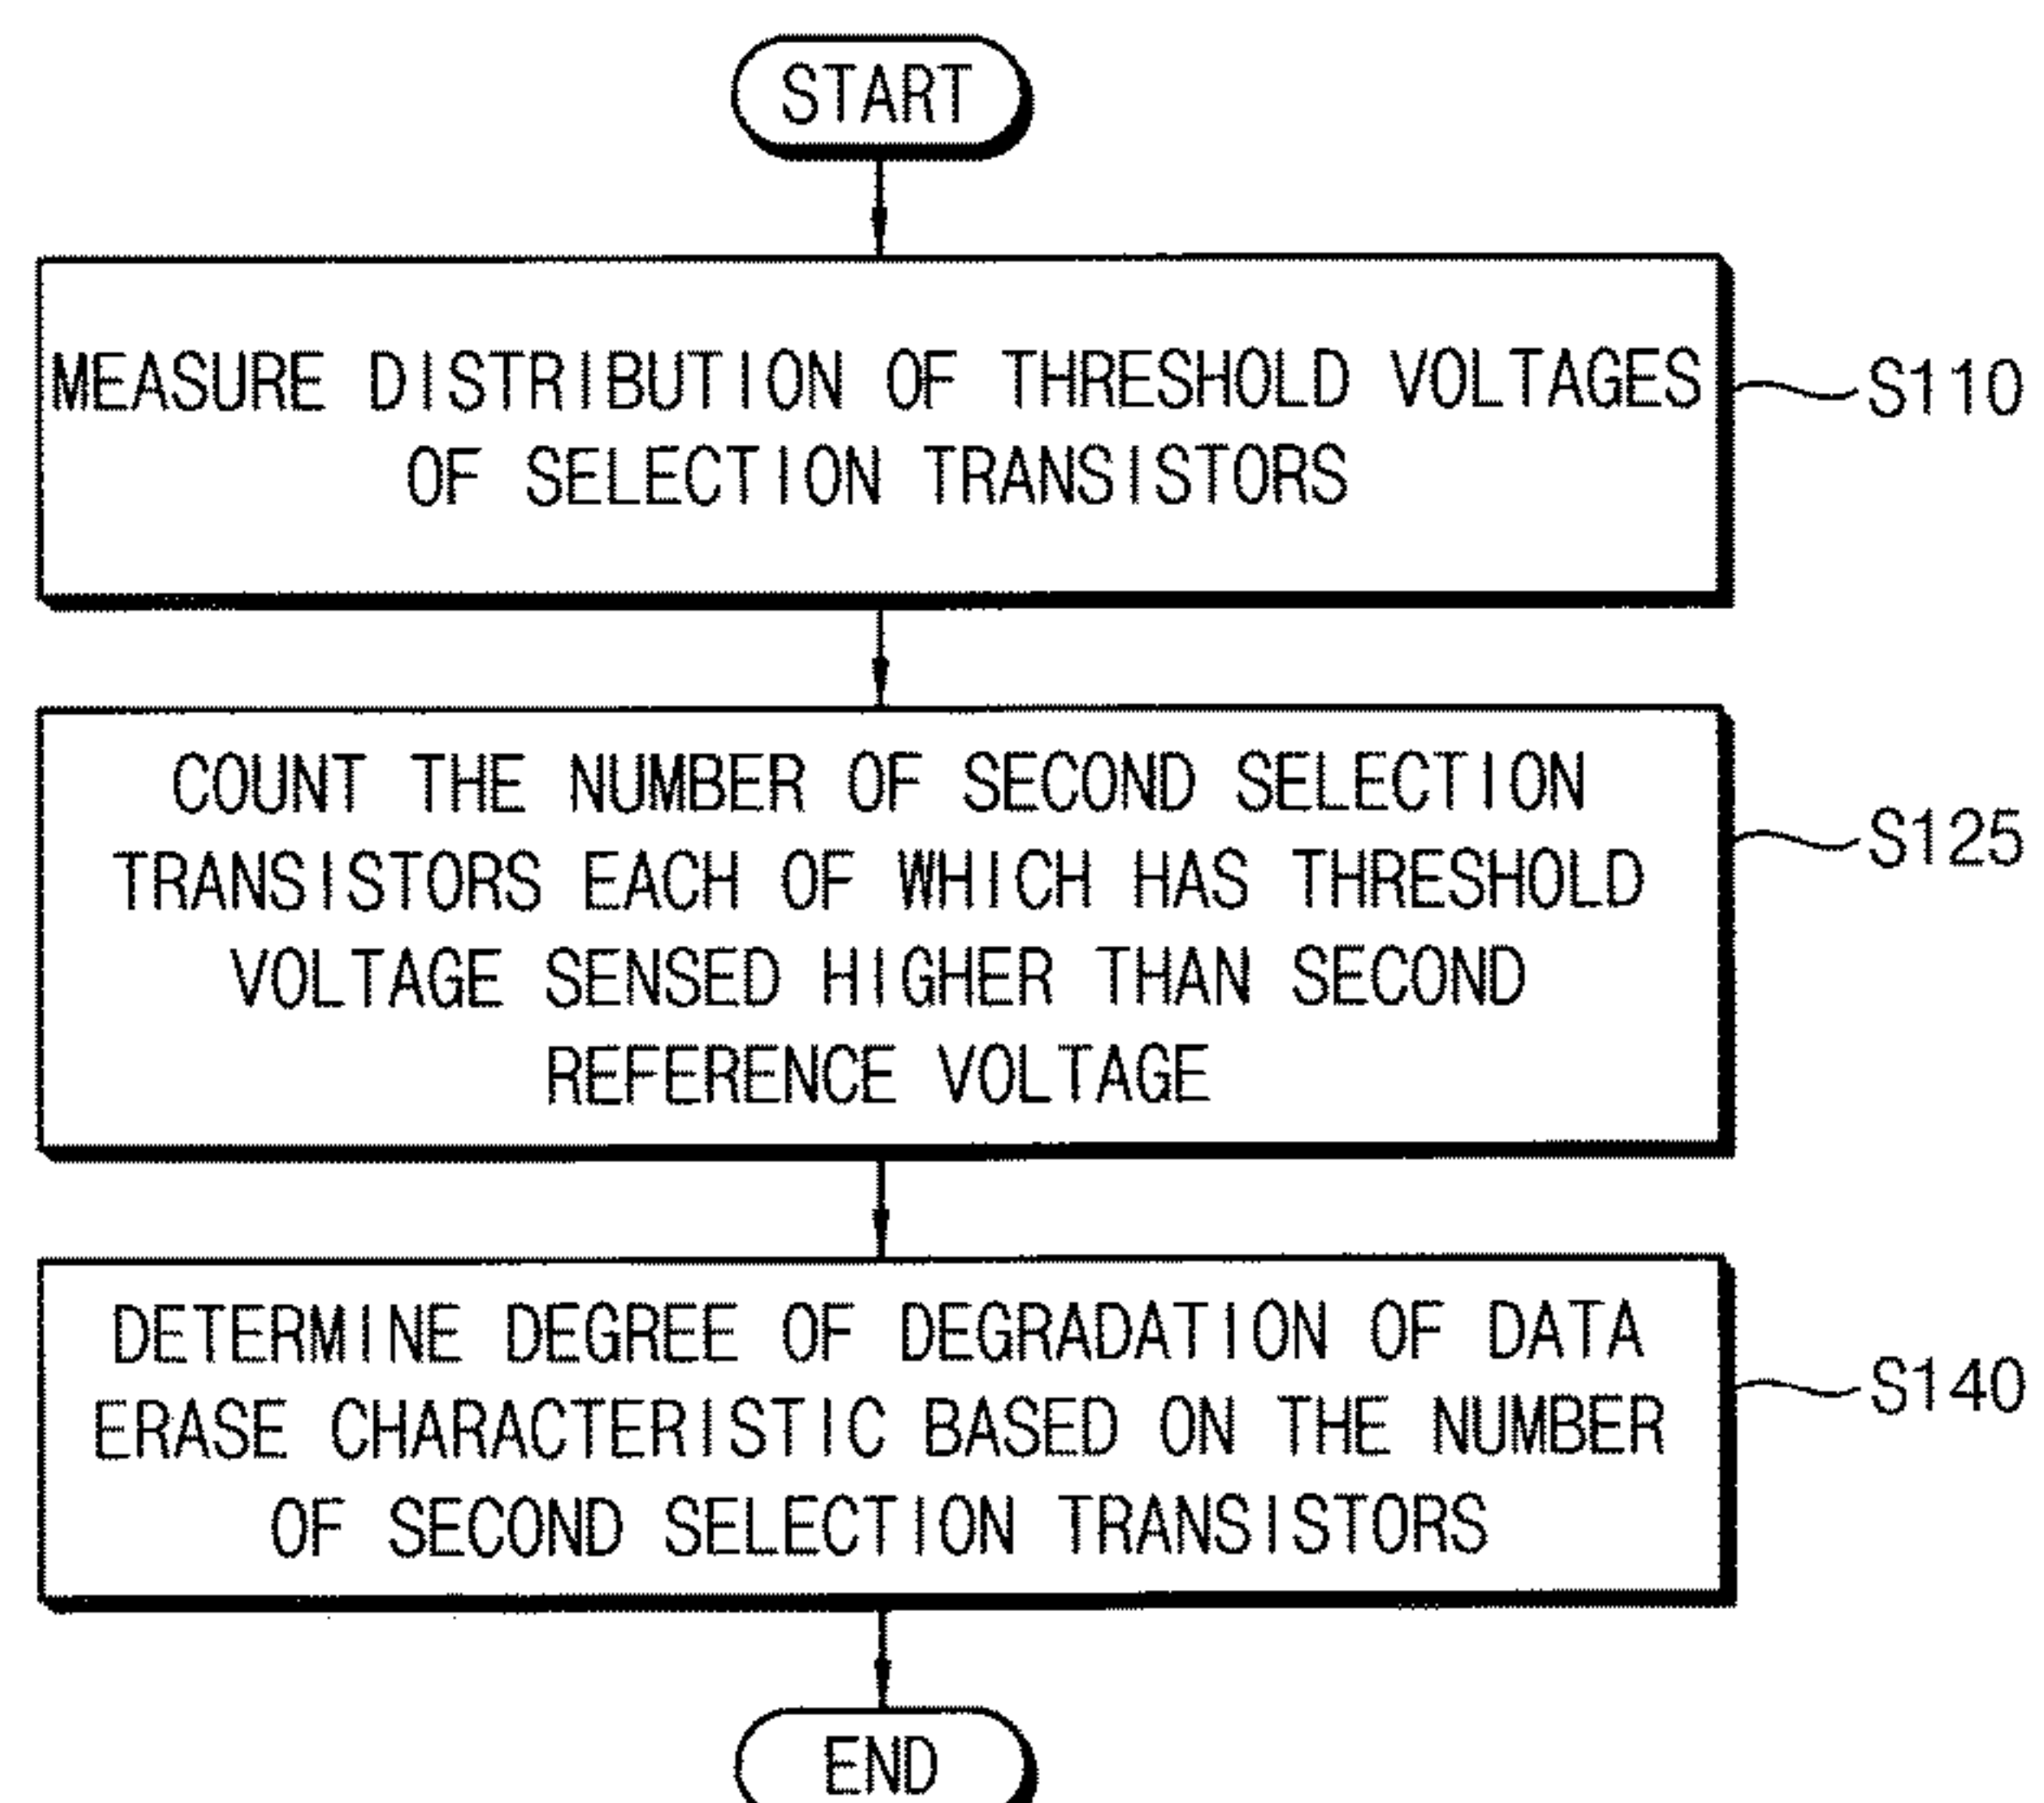 START
MEASURE DISTRIBUTION OF THRESHOLD VOLTAGES
OF SELECTION TRANSISTORS
S110
COUNT THE NUMBER OF SECOND SELECTION
TRANSISTORS EACH OF WHICH HAS THRESHOLD
VOLTAGE SENSED HIGHER THAN SECOND
REFERENCE VOLTAGE
S125
DETERMINE DEGREE OF DEGRADATION OF DATA
ERASE CHARACTERISTIC BASED ON THE NUMBER
OF SECOND SELECTION TRANSISTORS
S140
END